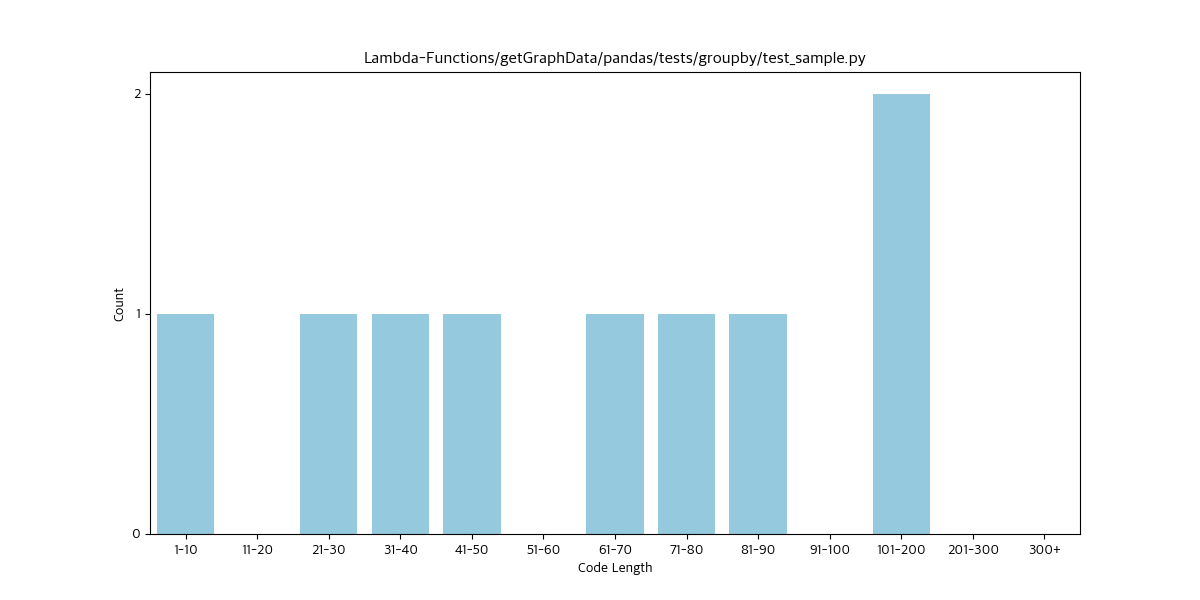 Lambda-Functions/getGraphData/pandas/tests/groupby/test_sample.py
2
1
0
Count
1-10 11-20 21-30 31-40 41-50 51-60 61-70 71-80 81-90 91-100 101-200 201-300 300+
Code Length